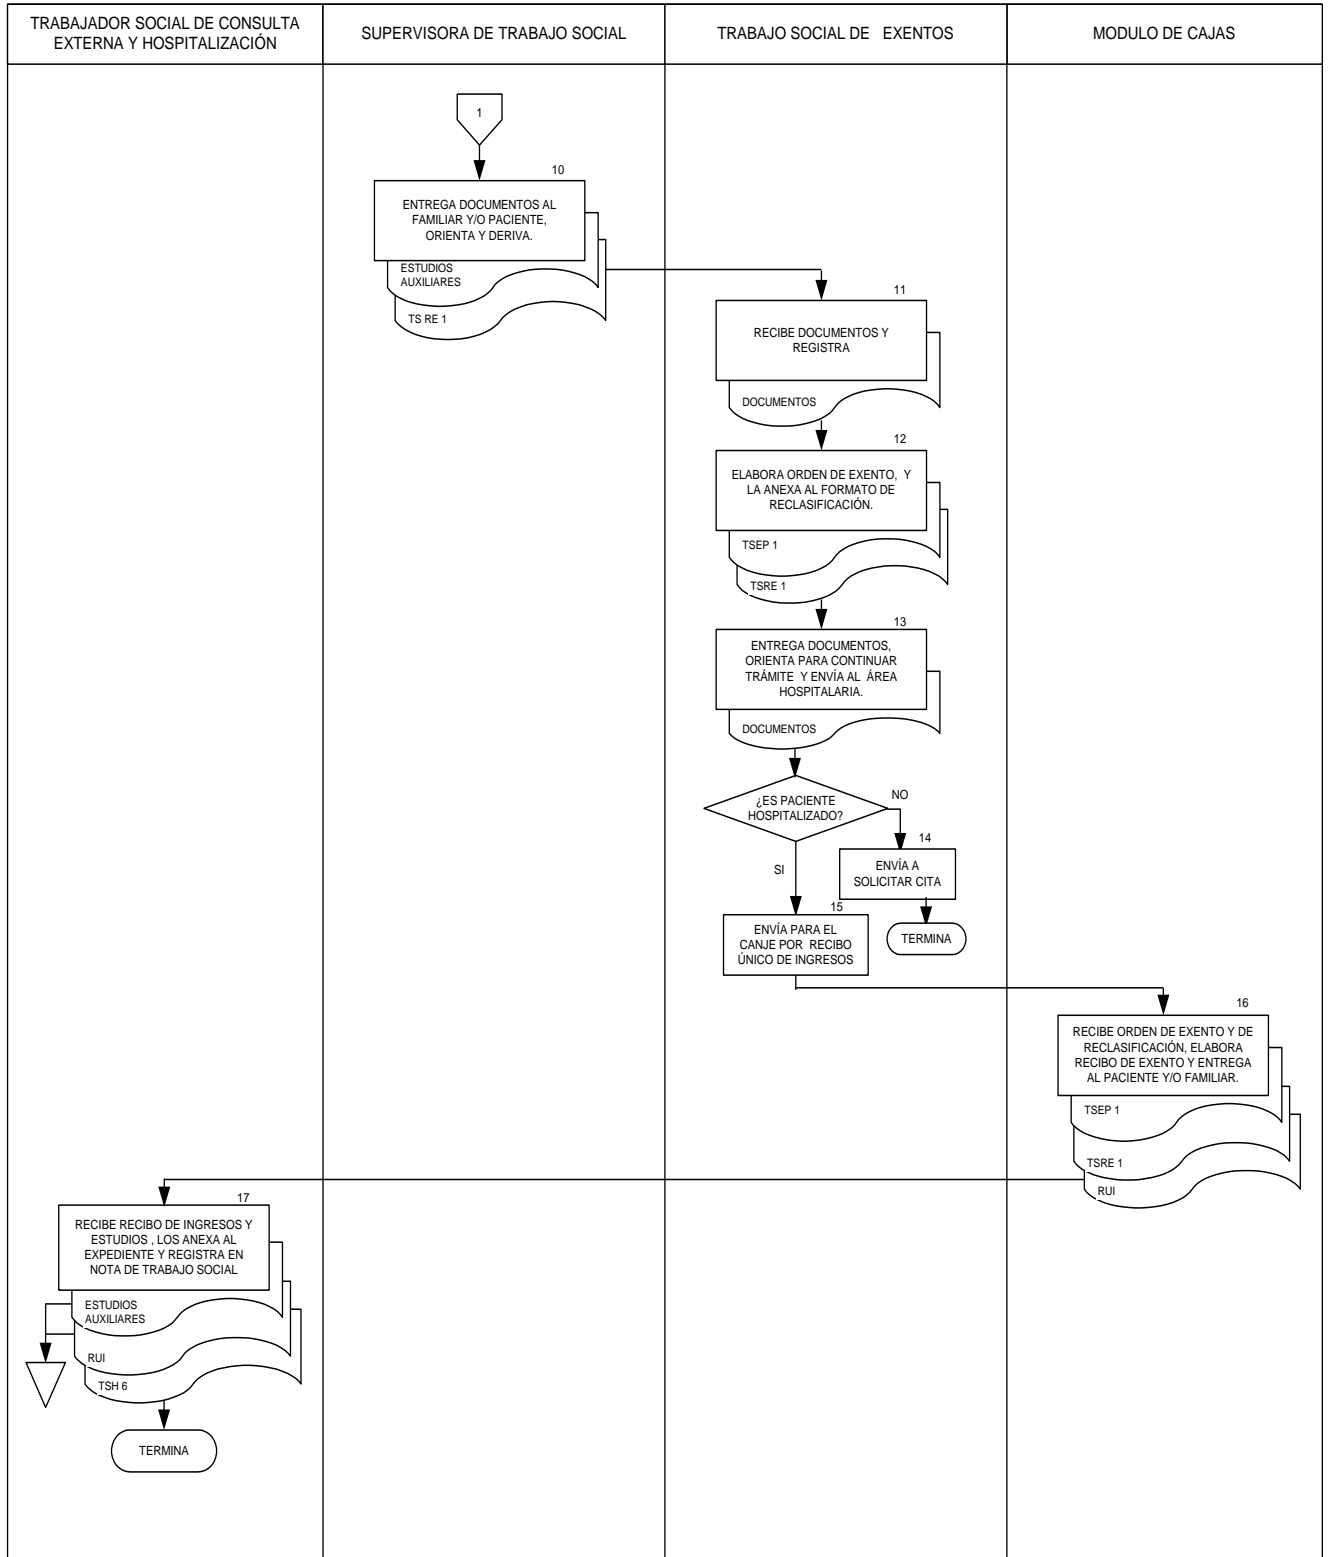 TRABAJADOR SOCIAL DE CONSULTA
EXTERNA Y HOSPITALIZACIÓN
SUPERVISORA DE TRABAJO SOCIAL
TRABAJO SOCIAL DE EXENTOS
MODULO DE CAJAS
1
10
ENTREGA DOCUMENTOS AL
FAMILIAR Y/O PACIENTE,
ORIENTA Y DERIVA.
ESTUDIOS
AUXILIARES
TS RE 1
11
RECIBE DOCUMENTOS Y
REGISTRA
DOCUMENTOS
12
ELABORA ORDEN DE EXENTO, Y
LA ANEXA AL FORMATO DE
RECLASIFICACIÓN.
TSEP 1
TSRE 1
13
ENTREGA DOCUMENTOS,
ORIENTA PARA CONTINUAR
TRÁMITE Y ENVÍA AL ÁREA
HOSPITALARIA.
DOCUMENTOS
¿ES PACIENTE
HOSPITALIZADO?
NO
14
ENVÍA A
SOLICITAR CITA
TERMINA
SI
15
ENVÍA PARA EL
CANJE POR RECIBO
ÚNICO DE INGRESOS
16
RECIBE ORDEN DE EXENTO Y DE
RECLASIFICACIÓN, ELABORA
RECIBO DE EXENTO Y ENTREGA
AL PACIENTE Y/O FAMILIAR.
TSEP 1
TSRE 1
RUI
17
RECIBE RECIBO DE INGRESOS Y
ESTUDIOS , LOS ANEXA AL
EXPEDIENTE Y REGISTRA EN
NOTA DE TRABAJO SOCIAL
ESTUDIOS
AUXILIARES
RUI
TSH 6
TERMINA